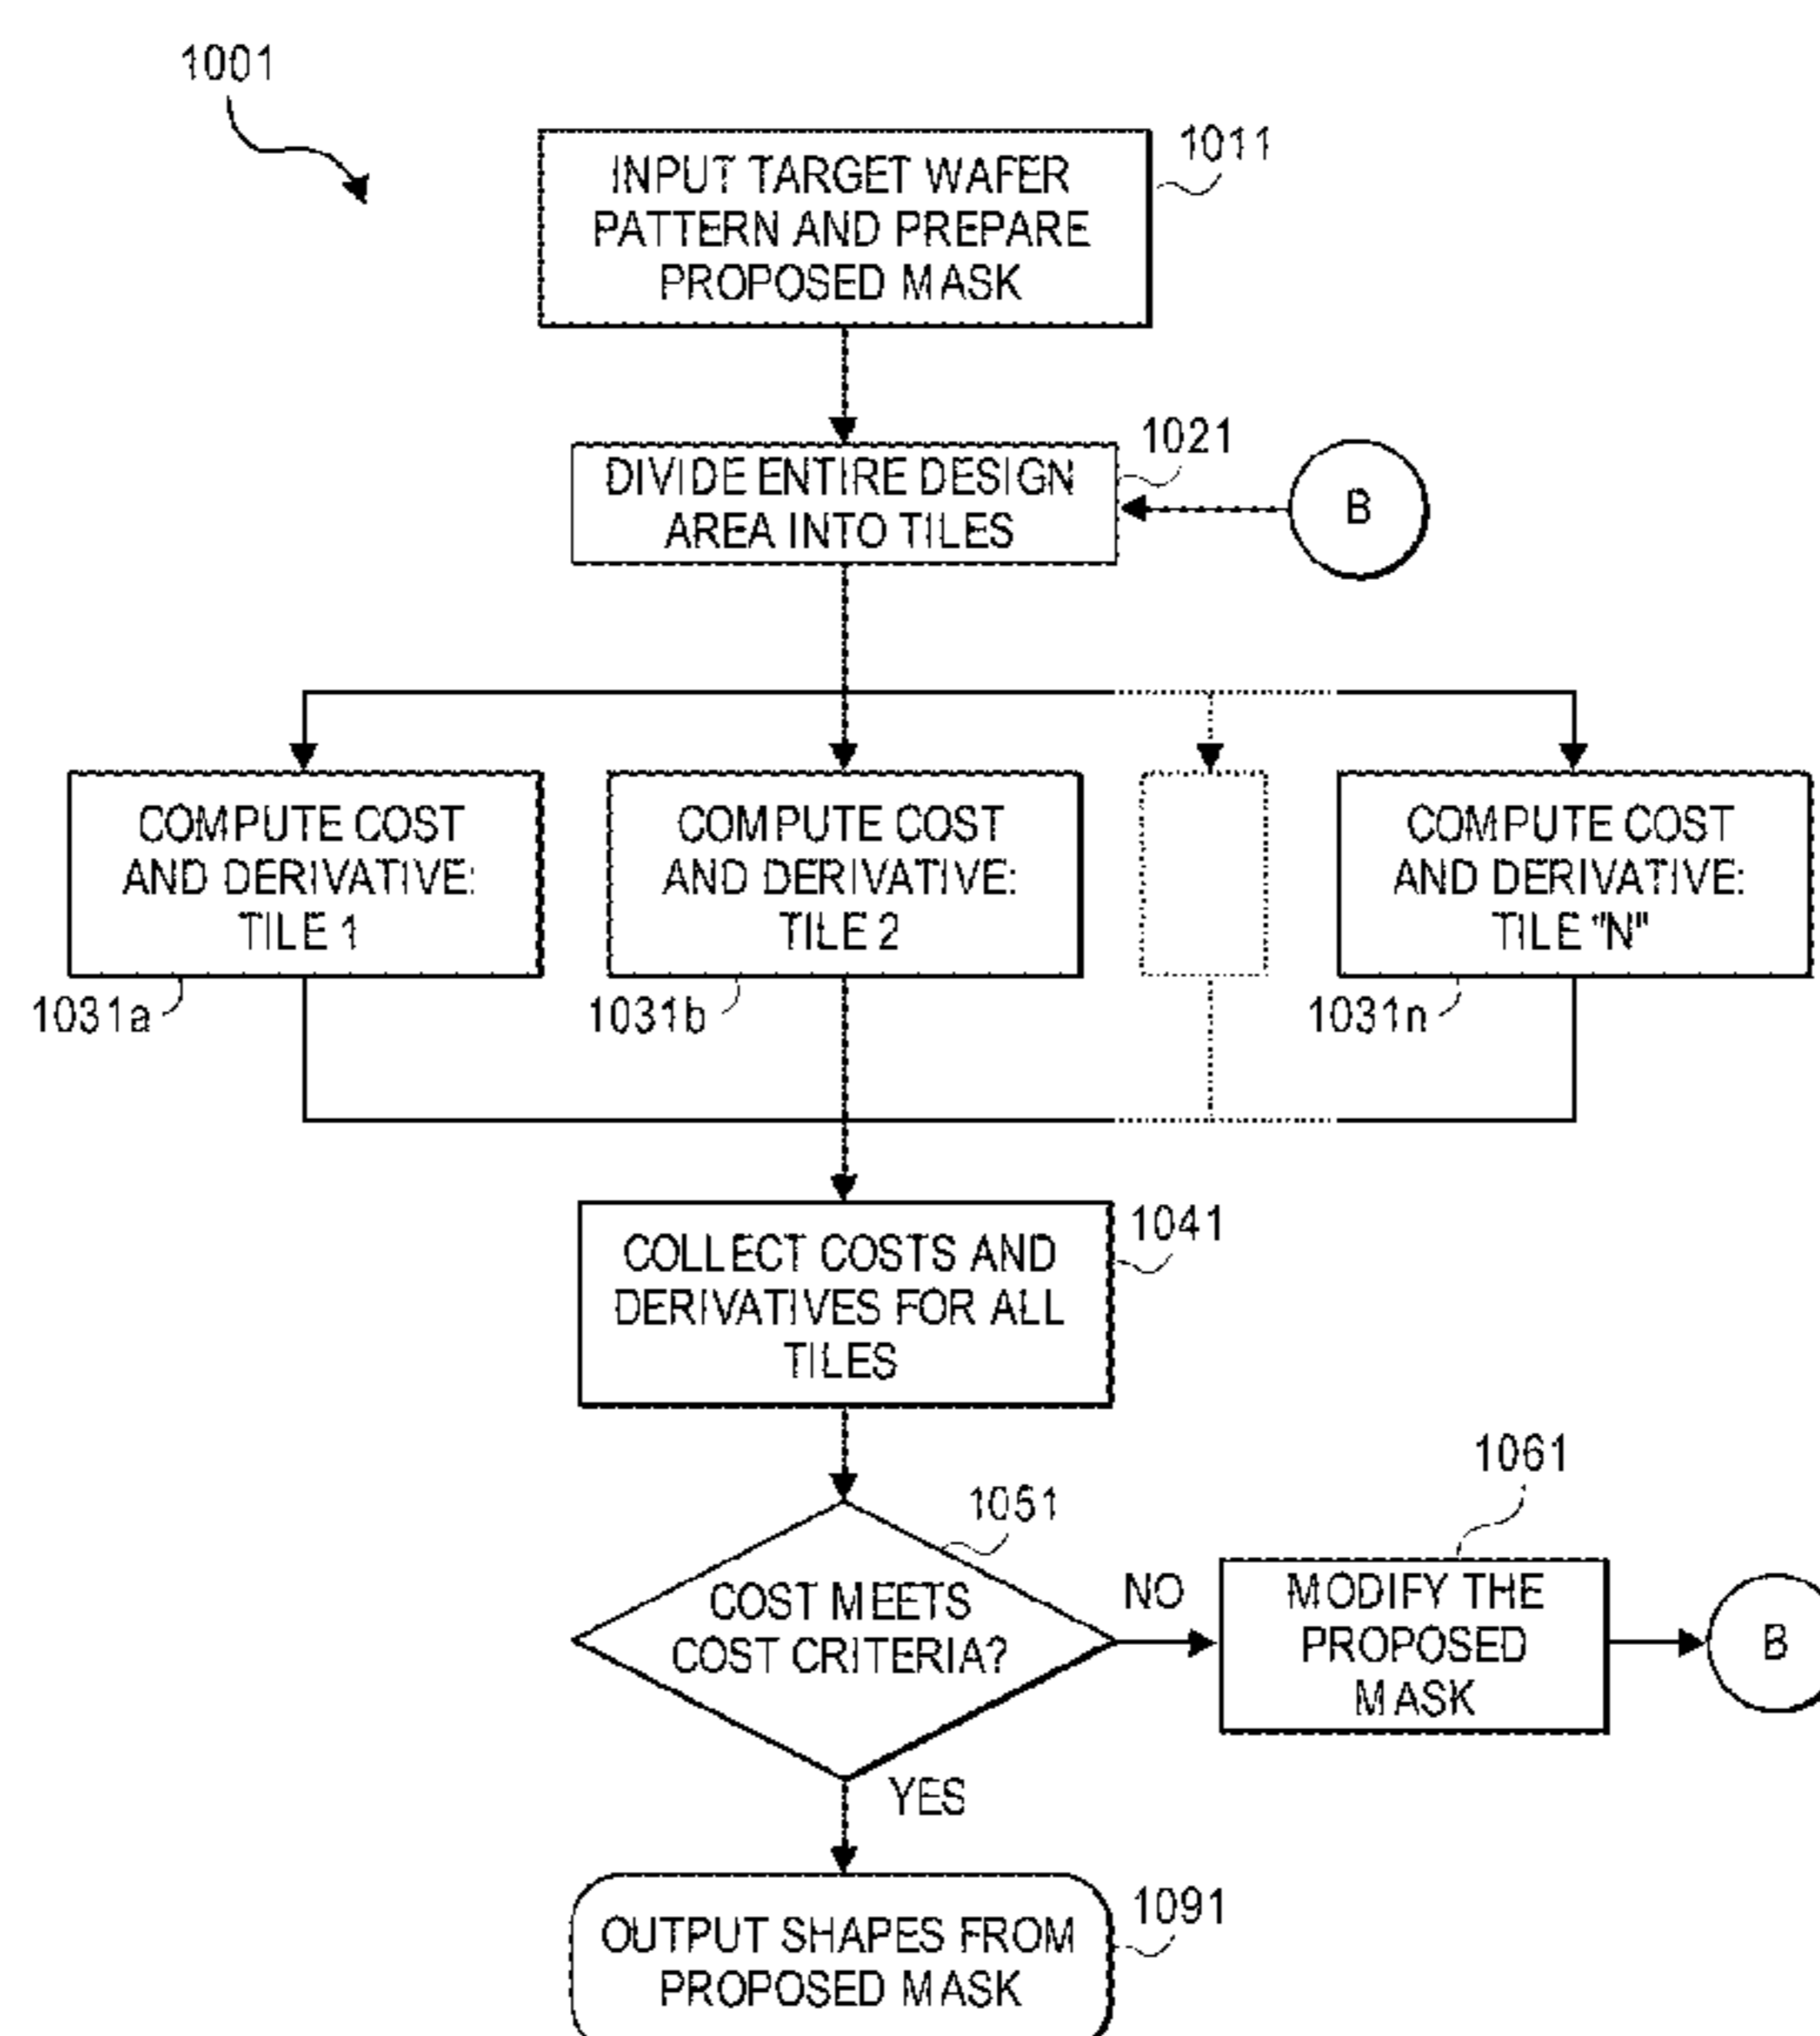 1001
INPUT TARGET WAFER
PATTERN AND PREPARE
PROPOSED MASK
1011
DIVIDE ENTIRE DESIGN
AREA INTO TILES
1021
B
COMPUTE COST
AND DERIVATIVE:
TILE 1
1031a
COMPUTE COST
AND DERIVATIVE:
TILE 2
1031b
COMPUTE COST
AND DERIVATIVE:
TILE "N"
1031n
COLLECT COSTS AND
DERIVATIVES FOR ALL
TILES
1041
COST MEETS
COST CRITERIA?
1051
NO
MODIFY THE
PROPOSED
MASK
1061
B
YES
OUTPUT SHAPES FROM
PROPOSED MASK
1091